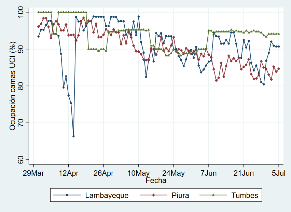 Ocupación camas UCI (%)
100
90
80
70
60
29Mar 12Apr 26Apr 10May 24May 7Jun 21Jun 5Jul
Fecha
Lambayeque Piura Tumbes